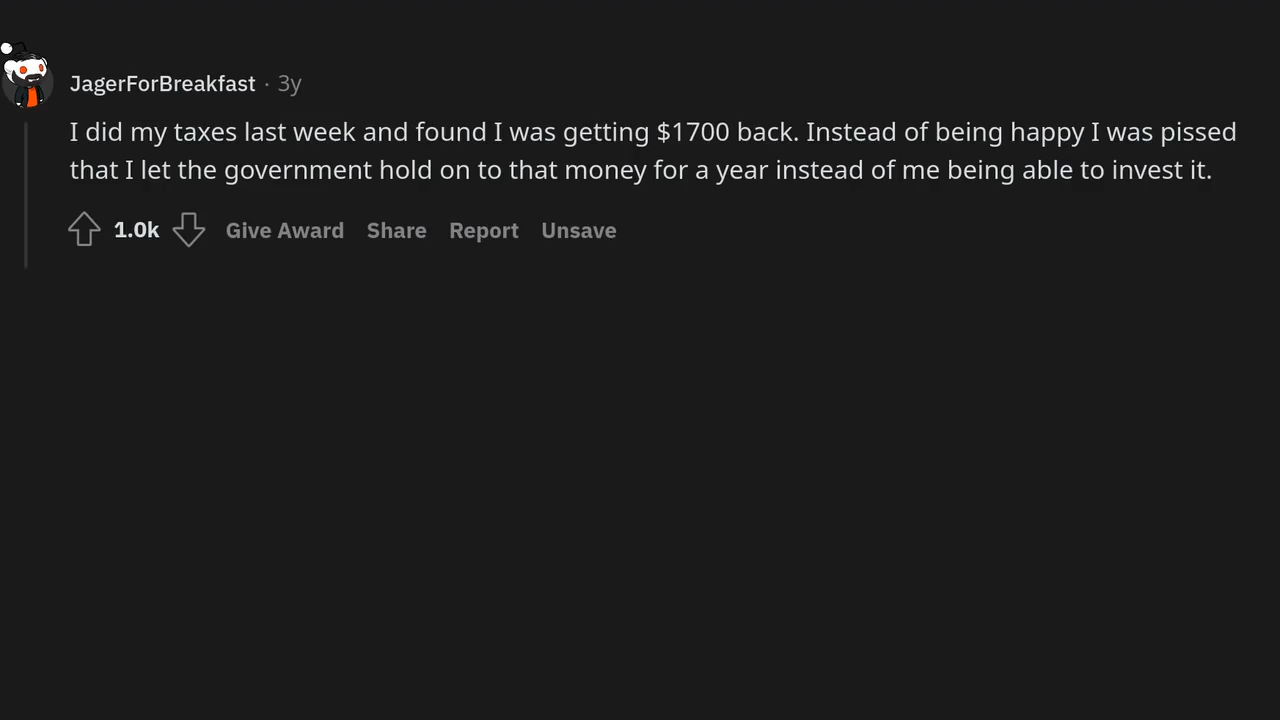 JagerForBreakfast · 3y
I did my taxes last week and found I was getting $1700 back. Instead of being happy I was pissed
that I let the government hold on to that money for a year instead of me being able to invest it.
1.0k Give Award Share Report Unsave